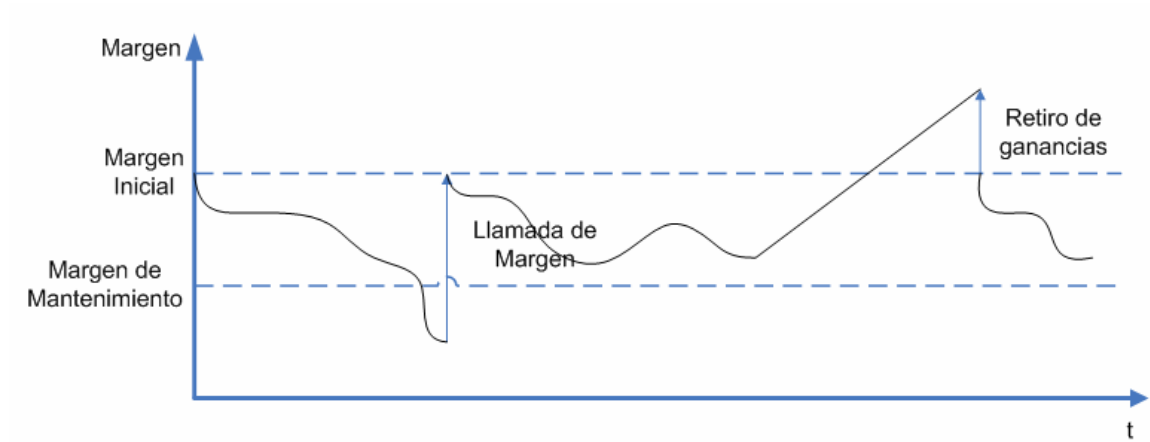 Margen
Margen
Inicial
Retiro de
ganancias
Llamada de
Margen
Margen de
Mantenimiento
t